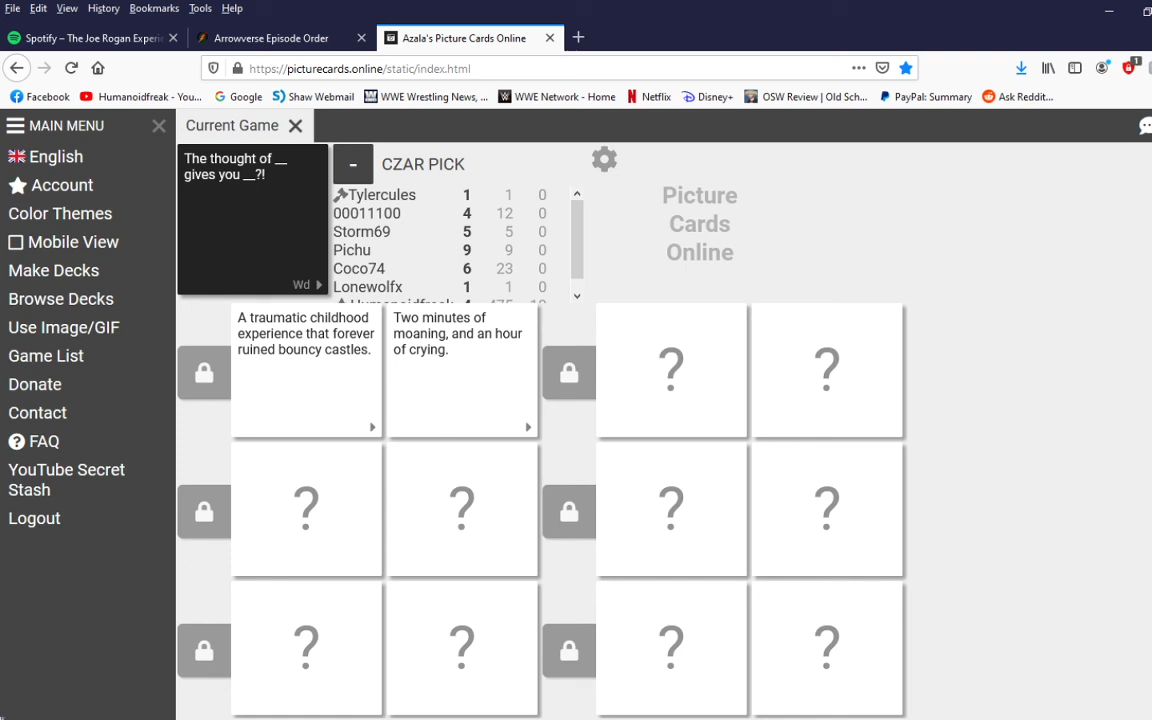 File Edit View History Bookmarks Tools Help
Spotify – The Joe Rogan Experi
Arrowverse Episode Order
Azala's Picture Cards Online
https://picturecards.online/static/index.html
1
Facebook
Humanoidfreak - You...
Google
Shaw Webmail
WWE Wrestling News, ...
WWE Network - Home
Netflix
Disney+
OSW Review | Old Sch...
PayPal: Summary
Ask Reddit...
MAIN MENU
Current Game
English
Account
Color Themes
Mobile View
Make Decks
Browse Decks
Use Image/GIF
Game List
Donate
Contact
? FAQ
YouTube Secret
Stash
Logout
The thought of __
gives you __?!
Wd
-
CZAR PICK
Tylercules 1 1 0
00011100 4 12 0
Storm69 5 5 0
Pichu 9 9 0
Coco74 6 23 0
Lonewolfx 1 1 0
Humanoidfreak 4 475
Picture
Cards
Online
A traumatic childhood
experience that forever
ruined bouncy castles.
Two minutes of
moaning, and an hour
of crying.
? ?
? ? ? ?
? ? ? ?